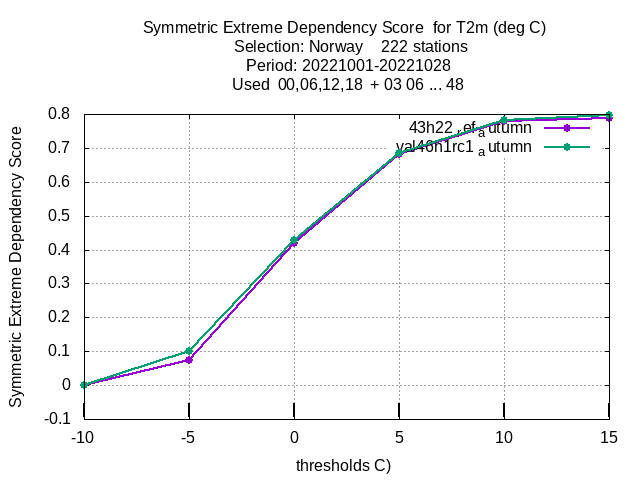 Symmetric Extreme Dependency Score for T2m (deg C)
Selection: Norway 222 stations
Period: 20221001-20221028
Used 00,06,12,18 + 03 06 ... 48
Symmetric Extreme Dependency Score
0.8
0.7
0.6
0.5
0.4
0.3
0.2
0.1
0
-0.1
43h22_ref_autumn
val46h1rc1_autumn
-10
-5
0
5
10
15
thresholds C)